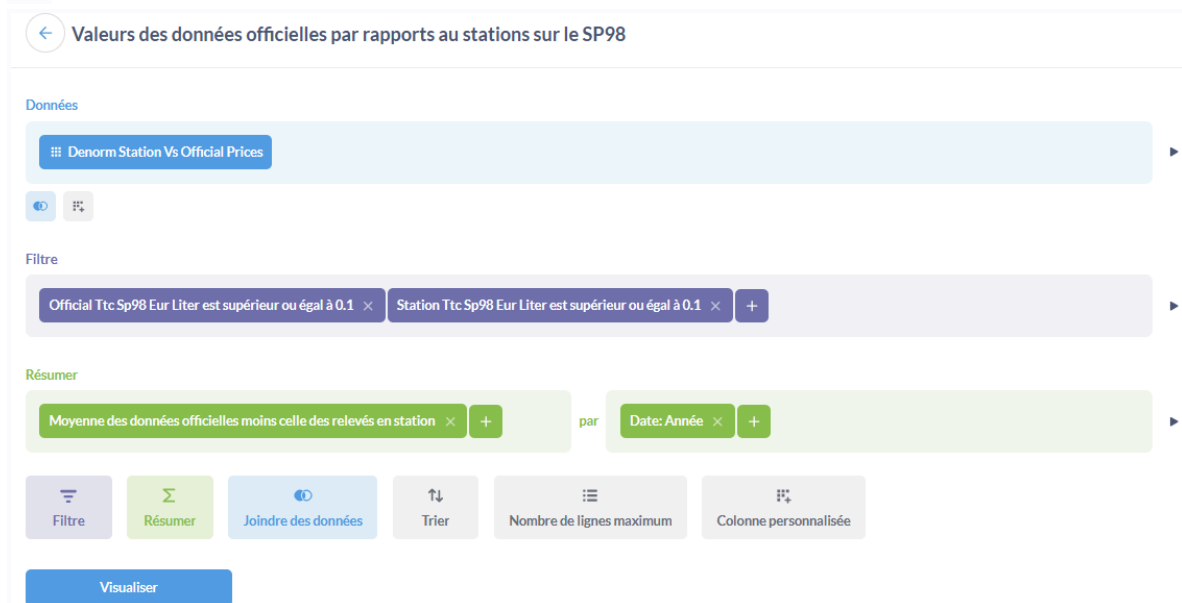 Valeurs des données officielles par rapports au stations sur le SP98
Données
Denorm Station Vs Official Prices
Filtre
Official Ttc Sp98 Eur Liter est supérieur ou égal à 0.1 × Station Ttc Sp98 Eur Liter est supérieur ou égal à 0.1 × +
Résumer
Moyenne des données officielles moins celle des relevés en station × + par Date: Année × +
Filtre Résumer Joindre des données Trier Nombre de lignes maximum Colonne personnalisée
Visualiser